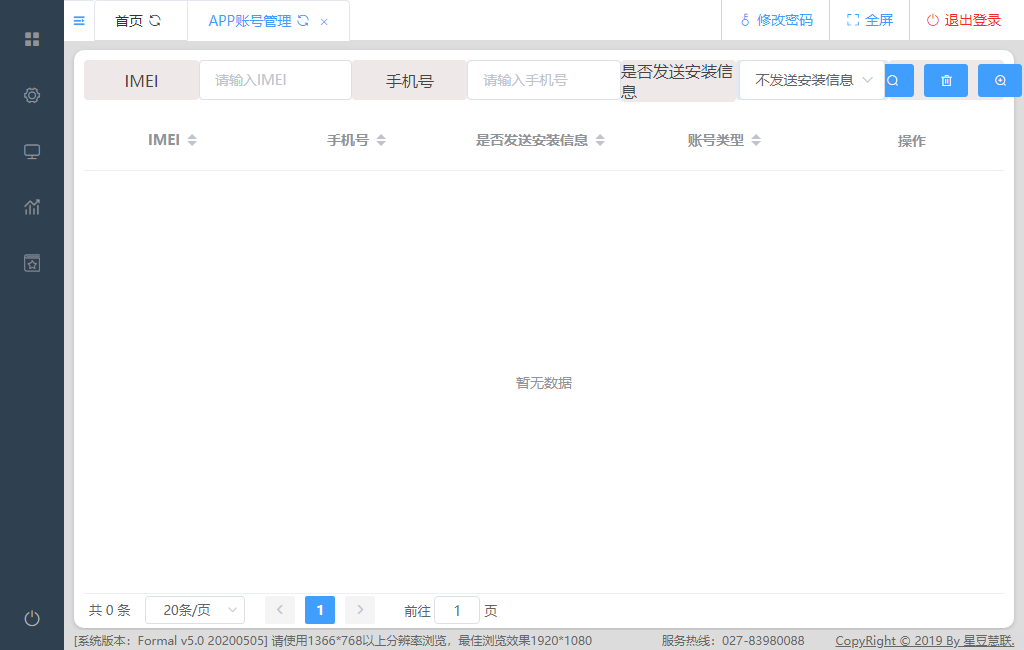 首页
APP账号管理
修改密码
全屏
退出登录
IMEI
请输入IMEI
手机号
请输入手机号
是否发送安装信
息
不发送安装信息
IMEI
手机号
是否发送安装信息
账号类型
操作
暂无数据
共 0 条
20条/页
1
前往
1
页
[系统版本：Formal v5.0 20200505] 请使用1366*768以上分辨率浏览，最佳浏览效果1920*1080
服务热线：027-83980088
CopyRight © 2019 By 星豆慧联.